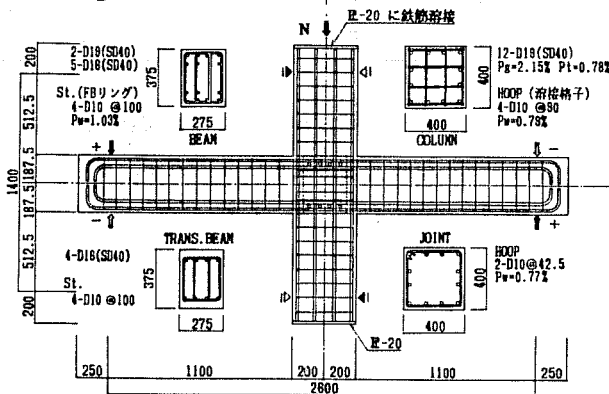 N
PL-20 に鉄筋溶接
2-D19(SD40)
5-D16(SD40)
St.(FBリング)
4-D10 @100
Pw=1.03%
375
275
BEAM
12-D19(SD40)
Pg=2.15% Pt=0.78%
HOOP (溶接格子)
4-D10 @90
Pw=0.79%
400
400
COLUMN
200
512.5
187.5
187.5
512.5
200
1400
+
-
-
+
TRANS.BEAM
4-D16(SD40)
St.
4-D10 @100
375
275
JOINT
HOOP
2-D10@42.5
Pw=0.77%
400
400
PL-20
250
1100
200
200
1100
250
2600